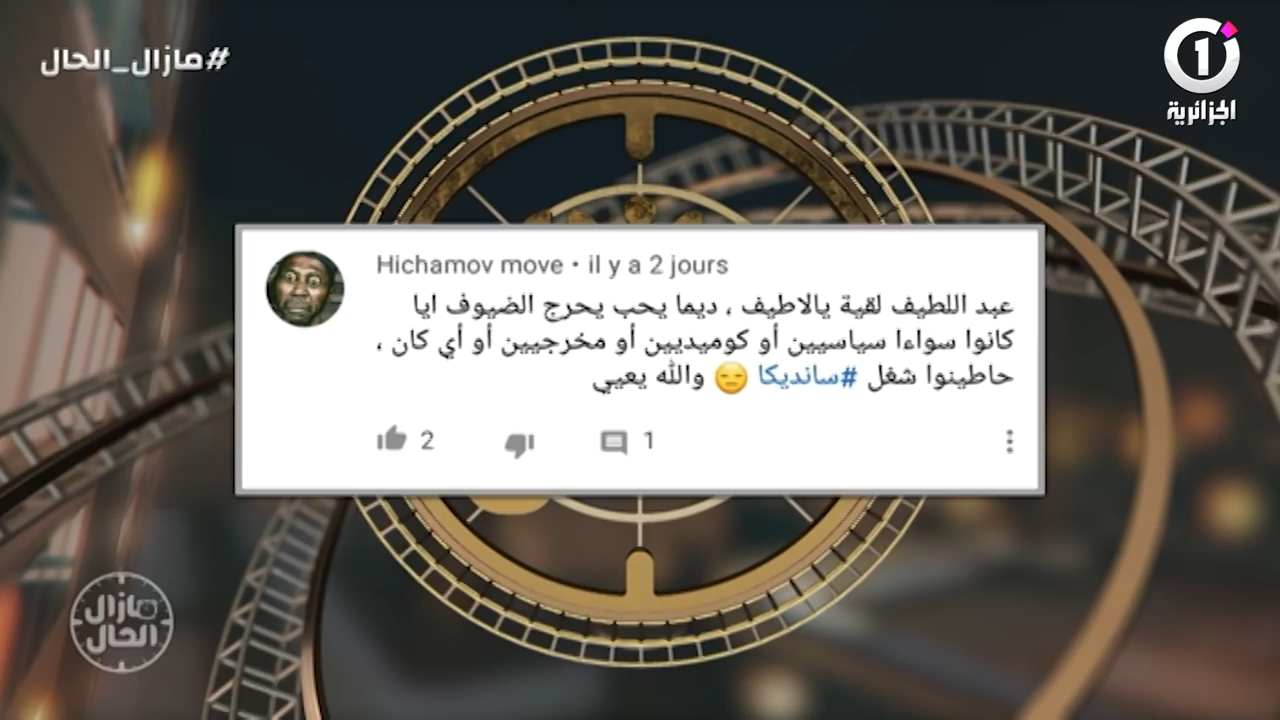 #مازال_الحال
1
الجزائرية
Hichamov move • il y a 2 jours
عبد اللطيف لقية يالاطيف ، ديما يحب يحرج الضيوف ايا
كانوا سواءا سياسيين أو كوميديين أو مخرجيين أو أي كان ،
حاطينوا شغل #سانديكا 😑 والله يعيي
2
1
مازال
الحال